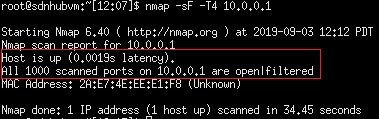 root@sdnhubvm:~[12:07]$ nmap -sF -T4 10.0.0.1
Starting Nmap 6.40 ( http://nmap.org ) at 2019-09-03 12:12 PDT
Nmap scan report for 10.0.0.1
Host is up (0.0019s latency).
All 1000 scanned ports on 10.0.0.1 are open|filtered
MAC Address: 2A:E7:4E:EE:E1:F8 (Unknown)
Nmap done: 1 IP address (1 host up) scanned in 34.45 seconds